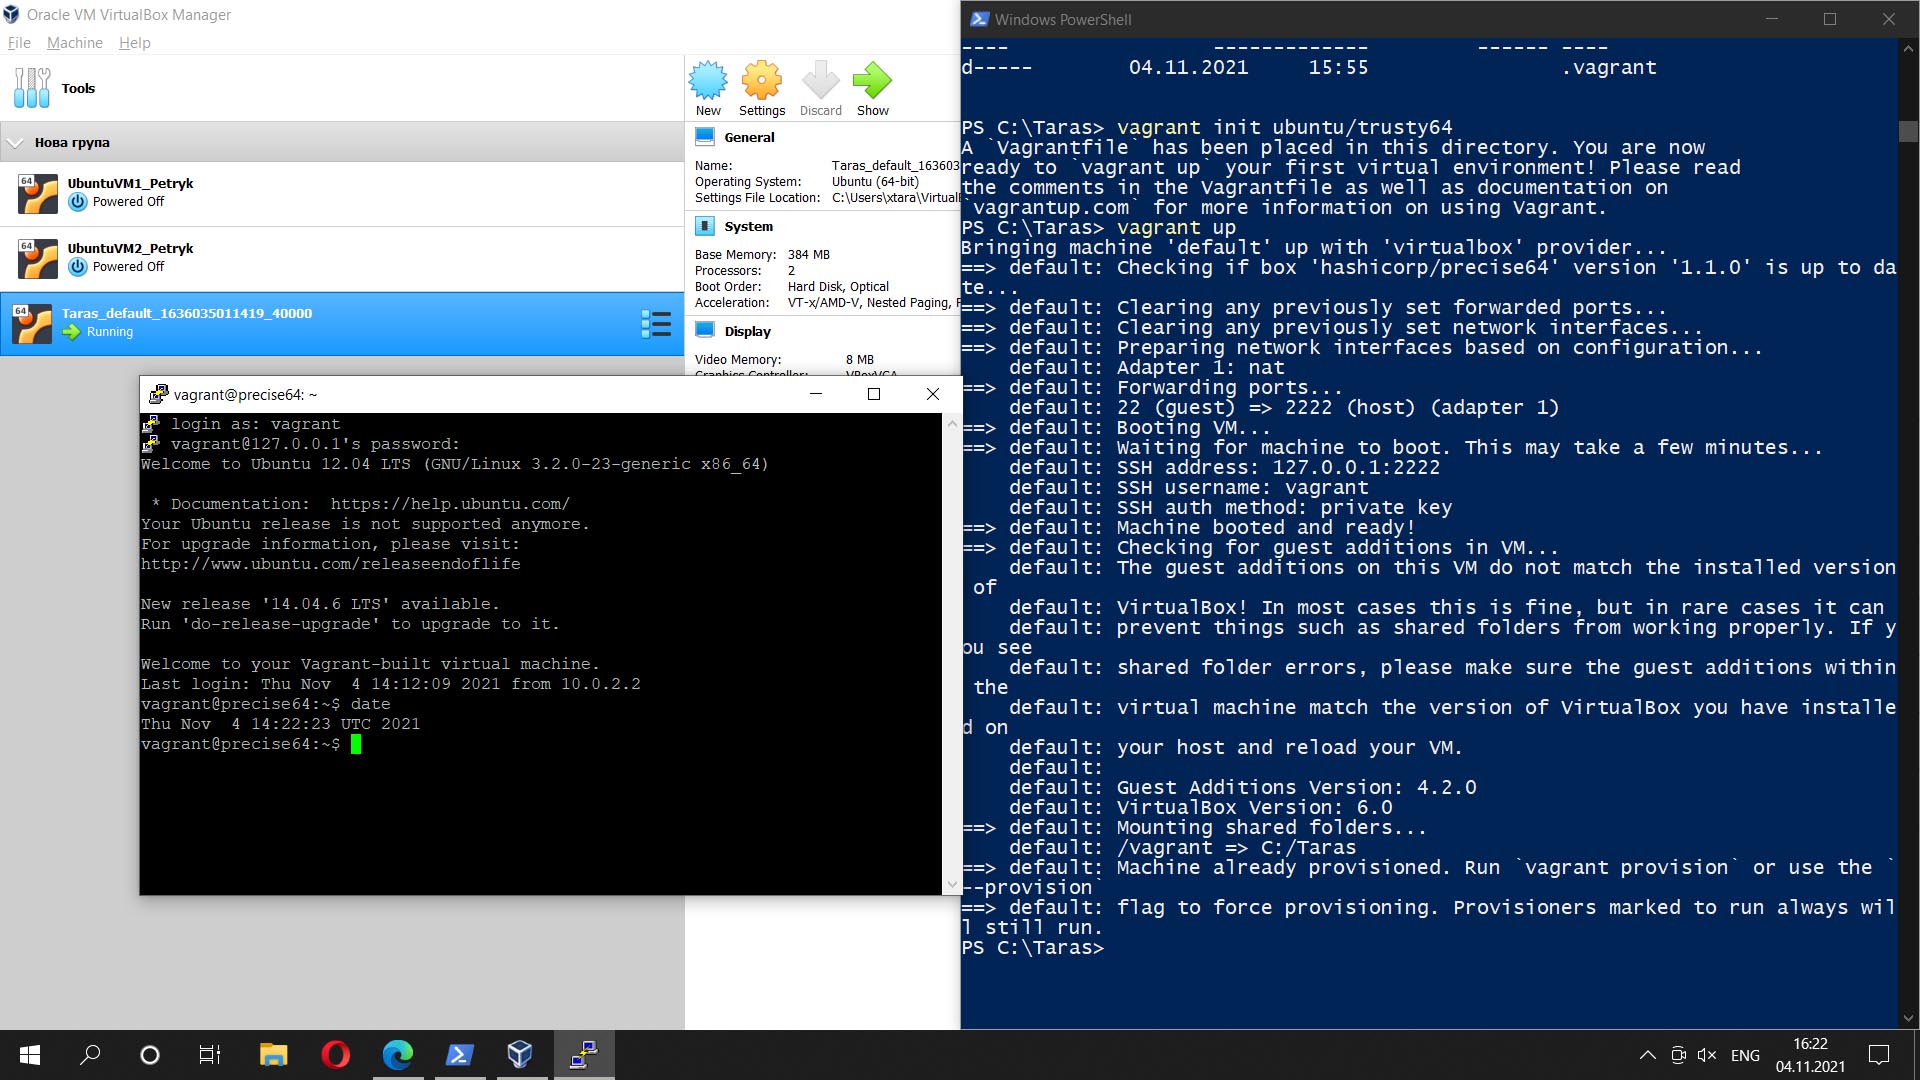 Oracle VM VirtualBox Manager
File Machine Help
Tools
Нова група
64
UbuntuVM1_Petryk
Powered Off
64
UbuntuVM2_Petryk
Powered Off
64
Taras_default_1636035011419_40000
Running
New Settings Discard Show
General
Name: Taras_default_163603
Operating System: Ubuntu (64-bit)
Settings File Location: C:\Users\xtara\Virtual
System
Base Memory: 384 MB
Processors: 2
Boot Order: Hard Disk, Optical
Acceleration: VT-x/AMD-V, Nested Paging, P
Display
Video Memory: 8 MB
Graphics Controller: VBoxVGA
vagrant@precise64: ~
login as: vagrant
vagrant@127.0.0.1's password:
Welcome to Ubuntu 12.04 LTS (GNU/Linux 3.2.0-23-generic x86_64)
* Documentation:  https://help.ubuntu.com/
Your Ubuntu release is not supported anymore.
For upgrade information, please visit:
http://www.ubuntu.com/releaseendoflife
New release '14.04.6 LTS' available.
Run 'do-release-upgrade' to upgrade to it.
Welcome to your Vagrant-built virtual machine.
Last login: Thu Nov  4 14:12:09 2021 from 10.0.2.2
vagrant@precise64:~$ date
Thu Nov  4 14:22:23 UTC 2021
vagrant@precise64:~$
Windows PowerShell
---- ------------- ------ ----
d----- 04.11.2021 15:55 .vagrant
PS C:\Taras> vagrant init ubuntu/trusty64
A `Vagrantfile` has been placed in this directory. You are now
ready to `vagrant up` your first virtual environment! Please read
the comments in the Vagrantfile as well as documentation on
`vagrantup.com` for more information on using Vagrant.
PS C:\Taras> vagrant up
Bringing machine 'default' up with 'virtualbox' provider...
==> default: Checking if box 'hashicorp/precise64' version '1.1.0' is up to da
te...
==> default: Clearing any previously set forwarded ports...
==> default: Clearing any previously set network interfaces...
==> default: Preparing network interfaces based on configuration...
default: Adapter 1: nat
==> default: Forwarding ports...
default: 22 (guest) => 2222 (host) (adapter 1)
==> default: Booting VM...
==> default: Waiting for machine to boot. This may take a few minutes...
default: SSH address: 127.0.0.1:2222
default: SSH username: vagrant
default: SSH auth method: private key
==> default: Machine booted and ready!
==> default: Checking for guest additions in VM...
default: The guest additions on this VM do not match the installed version
of
default: VirtualBox! In most cases this is fine, but in rare cases it can
default: prevent things such as shared folders from working properly. If y
ou see
default: shared folder errors, please make sure the guest additions within
the
default: virtual machine match the version of VirtualBox you have installe
d on
default: your host and reload your VM.
default:
default: Guest Additions Version: 4.2.0
default: VirtualBox Version: 6.0
==> default: Mounting shared folders...
default: /vagrant => C:/Taras
==> default: Machine already provisioned. Run `vagrant provision` or use the `
--provision`
==> default: flag to force provisioning. Provisioners marked to run always wil
l still run.
PS C:\Taras>
ENG
16:22
04.11.2021